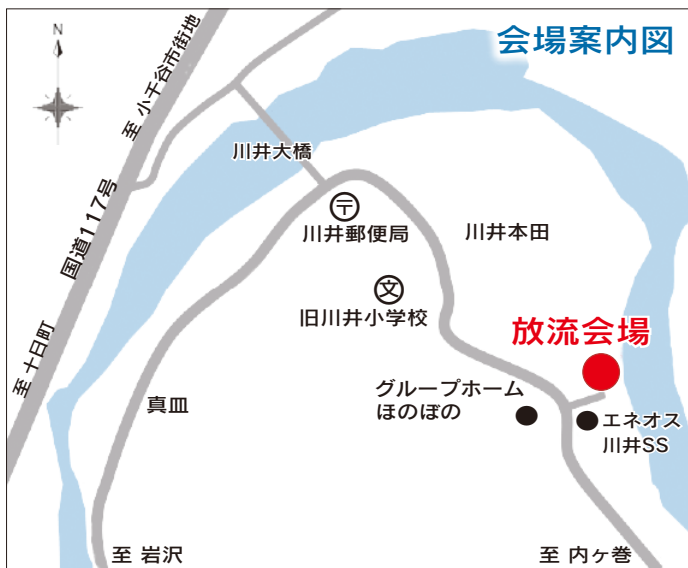 会場案内図
N
至 小千谷市街地
川井大橋
国道117号
〒
川井郵便局
川井本田
文
旧川井小学校
放流会場
至 十日町
グループホーム
ほのぼの
真皿
エネオス
川井SS
至 岩沢
至 内ヶ巻